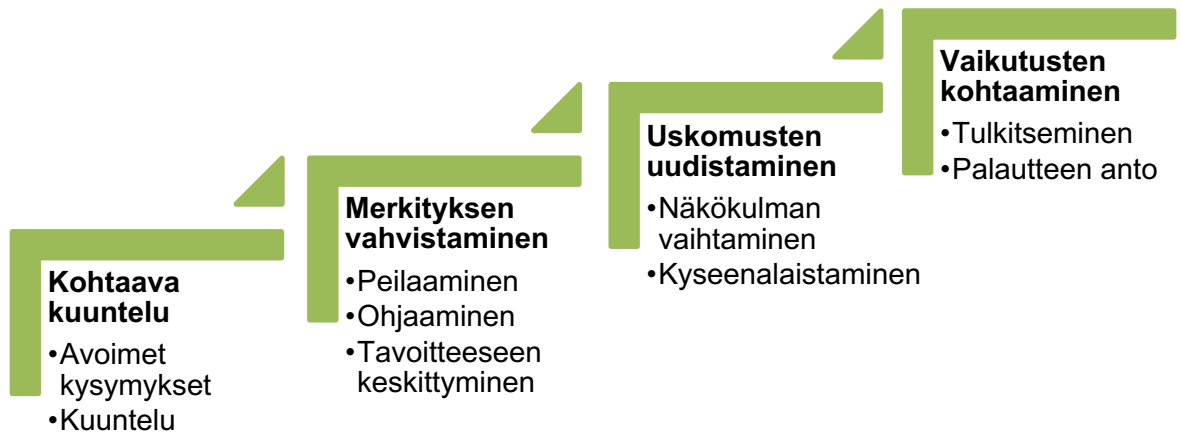 Kohtaava
kuuntelu
•Avoimet
kysymykset
•Kuuntelu
Merkityksen
vahvistaminen
•Peilaaminen
•Ohjaaminen
•Tavoitteeseen
keskittyminen
Uskomusten
uudistaminen
•Näkökulman
vaihtaminen
•Kyseenalaistaminen
Vaikutusten
kohtaaminen
•Tulkitseminen
•Palautteen anto